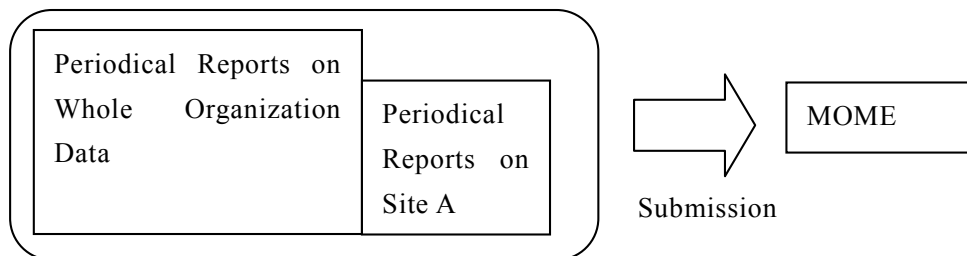 Periodical Reports on
Whole Organization
Data
Periodical
Reports on
Site A
Submission
MOME